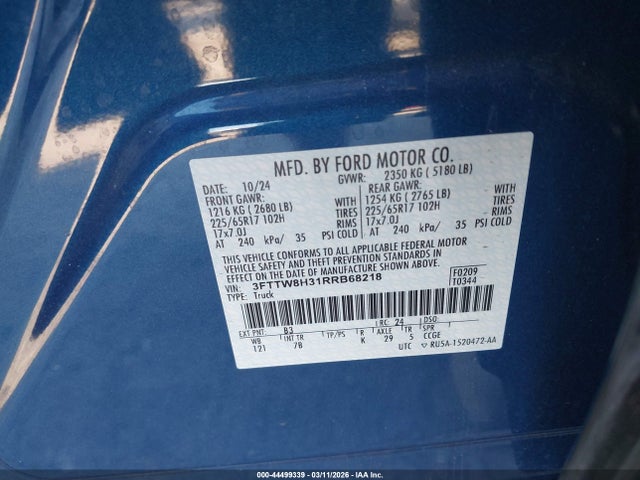 MFD. BY FORD MOTOR CO.
DATE: 10/24 GVWR: 2350 KG ( 5180 LB)
FRONT GAWR: REAR GAWR:
1216 KG ( 2680 LB) 1254 KG ( 2765 LB)
225/65R17 102H TIRES 225/65R17 102H TIRES
17x7.0J RIMS 17x7.0J RIMS
AT 240 kPa/ 35 PSI COLD AT 240 kPa/ 35 PSI COLD
THIS VEHICLE CONFORMS TO ALL APPLICABLE FEDERAL MOTOR
VEHICLE SAFETY AND THEFT PREVENTION STANDARDS IN EFFECT
ON THE DATE OF MANUFACTURE SHOWN ABOVE.
VIN: 3FTTW8H31RRB68218 F0209
TYPE: Truck T0344
EXT PNT: B3 RC: 24 DSO:
WB INT TR TP/PS R AXLE TR SPR
121 7B K 29 5 CCGE
UTC RU5A-1520472-AA
000-44499339 - 03/11/2026 - IAA Inc.